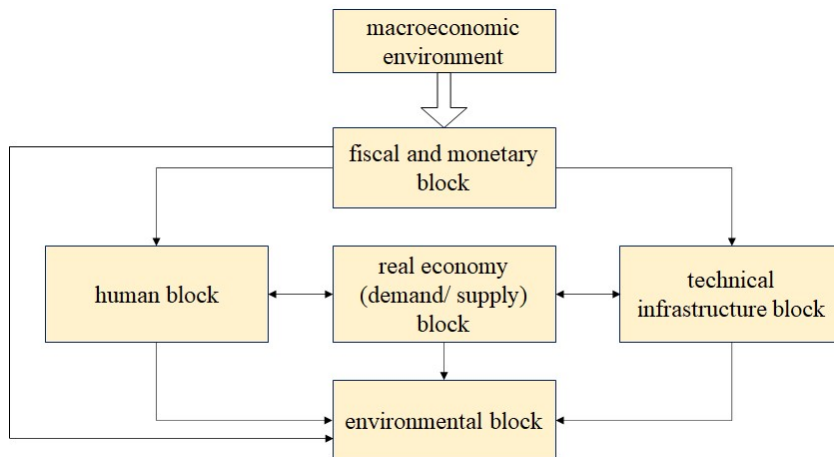 macroeconomic
environment
fiscal and monetary
block
human block
real economy
(demand/ supply)
block
technical
infrastructure block
environmental block